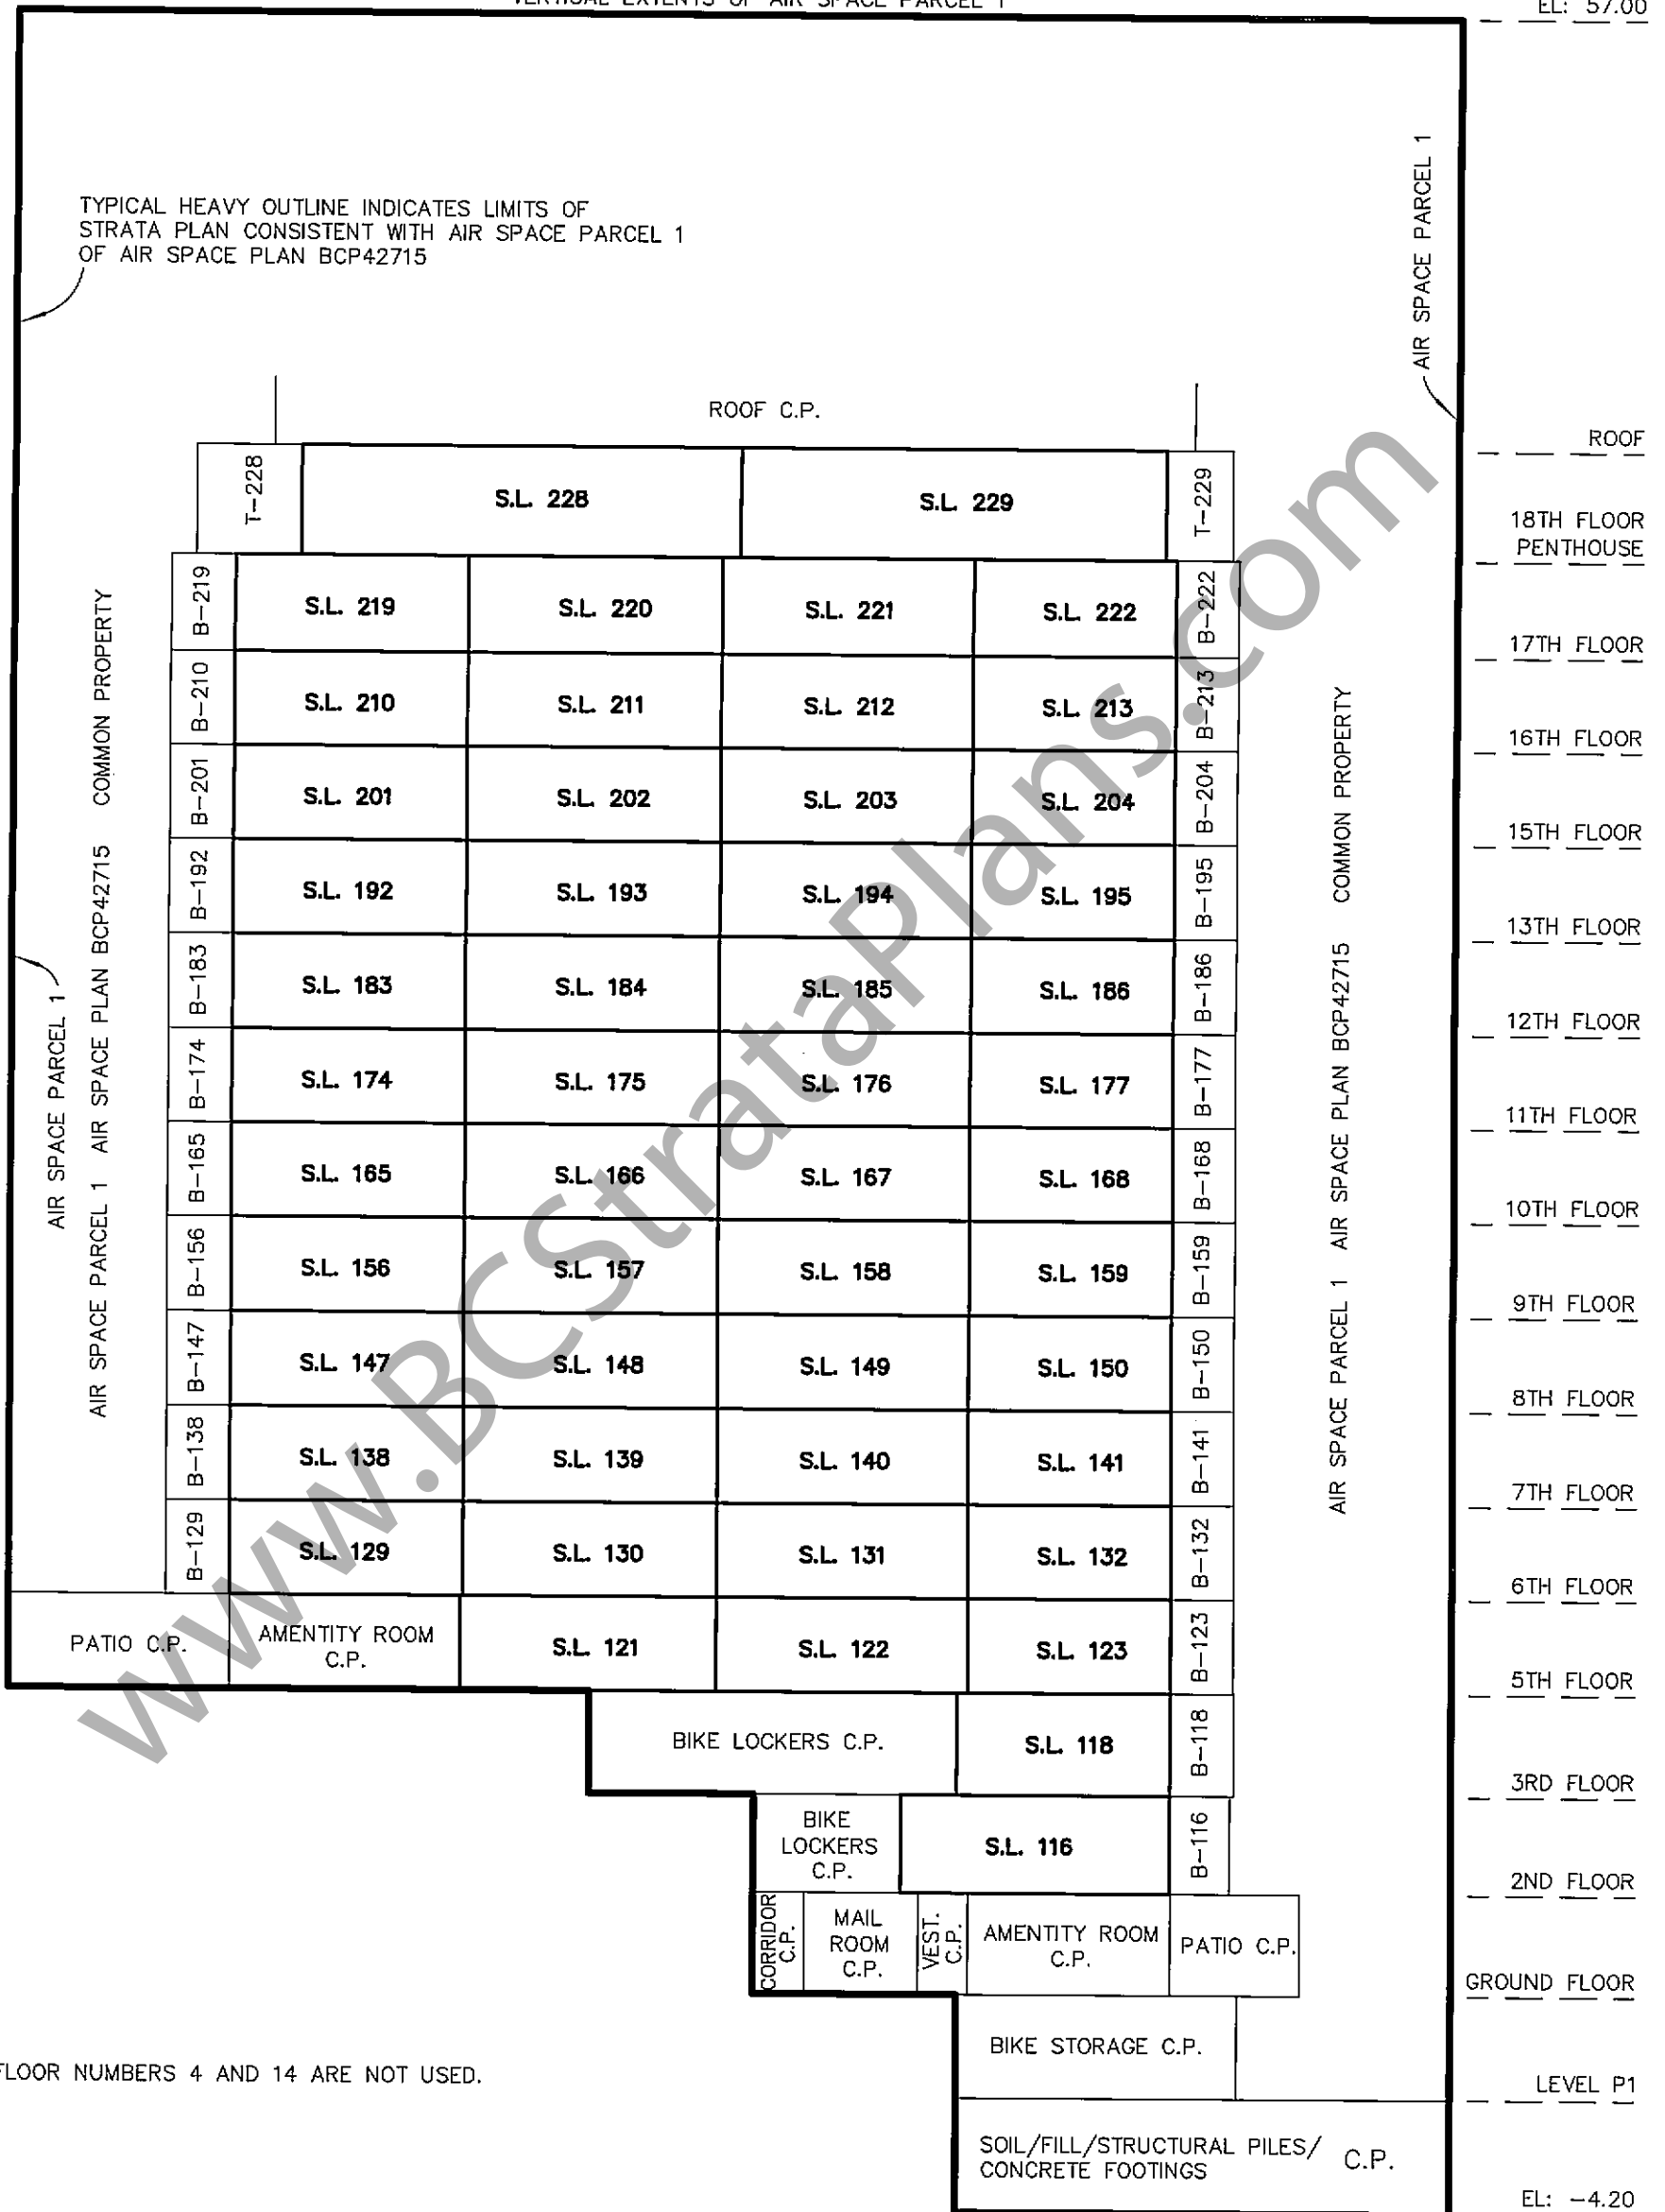 VERTICAL EXTENTS OF AIR SPACE PARCEL 1
EL: 57.00
TYPICAL HEAVY OUTLINE INDICATES LIMITS OF
STRATA PLAN CONSISTENT WITH AIR SPACE PARCEL 1
OF AIR SPACE PLAN BCP42715
AIR SPACE PARCEL 1
ROOF C.P.
ROOF
T-228
S.L. 228
S.L. 229
T-229
18TH FLOOR
PENTHOUSE
B-219
S.L. 219
S.L. 220
S.L. 221
S.L. 222
B-222
17TH FLOOR
B-210
S.L. 210
S.L. 211
S.L. 212
S.L. 213
B-213
16TH FLOOR
B-201
S.L. 201
S.L. 202
S.L. 203
S.L. 204
B-204
15TH FLOOR
B-192
S.L. 192
S.L. 193
S.L. 194
S.L. 195
B-195
13TH FLOOR
B-183
S.L. 183
S.L. 184
S.L. 185
S.L. 186
B-186
12TH FLOOR
B-174
S.L. 174
S.L. 175
S.L. 176
S.L. 177
B-177
11TH FLOOR
B-165
S.L. 165
S.L. 166
S.L. 167
S.L. 168
B-168
10TH FLOOR
B-156
S.L. 156
S.L. 157
S.L. 158
S.L. 159
B-159
9TH FLOOR
B-147
S.L. 147
S.L. 148
S.L. 149
S.L. 150
B-150
8TH FLOOR
B-138
S.L. 138
S.L. 139
S.L. 140
S.L. 141
B-141
7TH FLOOR
B-129
S.L. 129
S.L. 130
S.L. 131
S.L. 132
B-132
6TH FLOOR
AIR SPACE PARCEL 1
AIR SPACE PARCEL 1 AIR SPACE PLAN BCP42715 COMMON PROPERTY
AIR SPACE PARCEL 1 AIR SPACE PLAN BCP42715 COMMON PROPERTY
PATIO C.P.
AMENTITY ROOM
C.P.
S.L. 121
S.L. 122
S.L. 123
B-123
5TH FLOOR
BIKE LOCKERS C.P.
S.L. 118
B-118
3RD FLOOR
BIKE
LOCKERS
C.P.
S.L. 116
B-116
2ND FLOOR
CORRIDOR
C.P.
MAIL
ROOM
C.P.
VEST.
C.P.
AMENTITY ROOM
C.P.
PATIO C.P.
GROUND FLOOR
BIKE STORAGE C.P.
FLOOR NUMBERS 4 AND 14 ARE NOT USED.
LEVEL P1
SOIL/FILL/STRUCTURAL PILES/
CONCRETE FOOTINGS
C.P.
EL: -4.20
www.BCStrataPlans.com